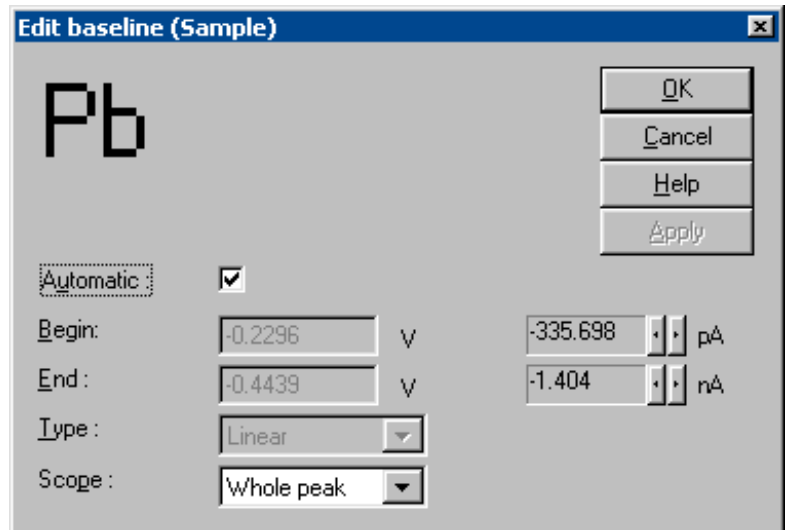 Edit baseline (Sample)
Pb
OK
Cancel
Help
Apply
Automatic :
Begin: -0.2296 V -335.698 pA
End : -0.4439 V -1.404 nA
Type : Linear
Scope : Whole peak